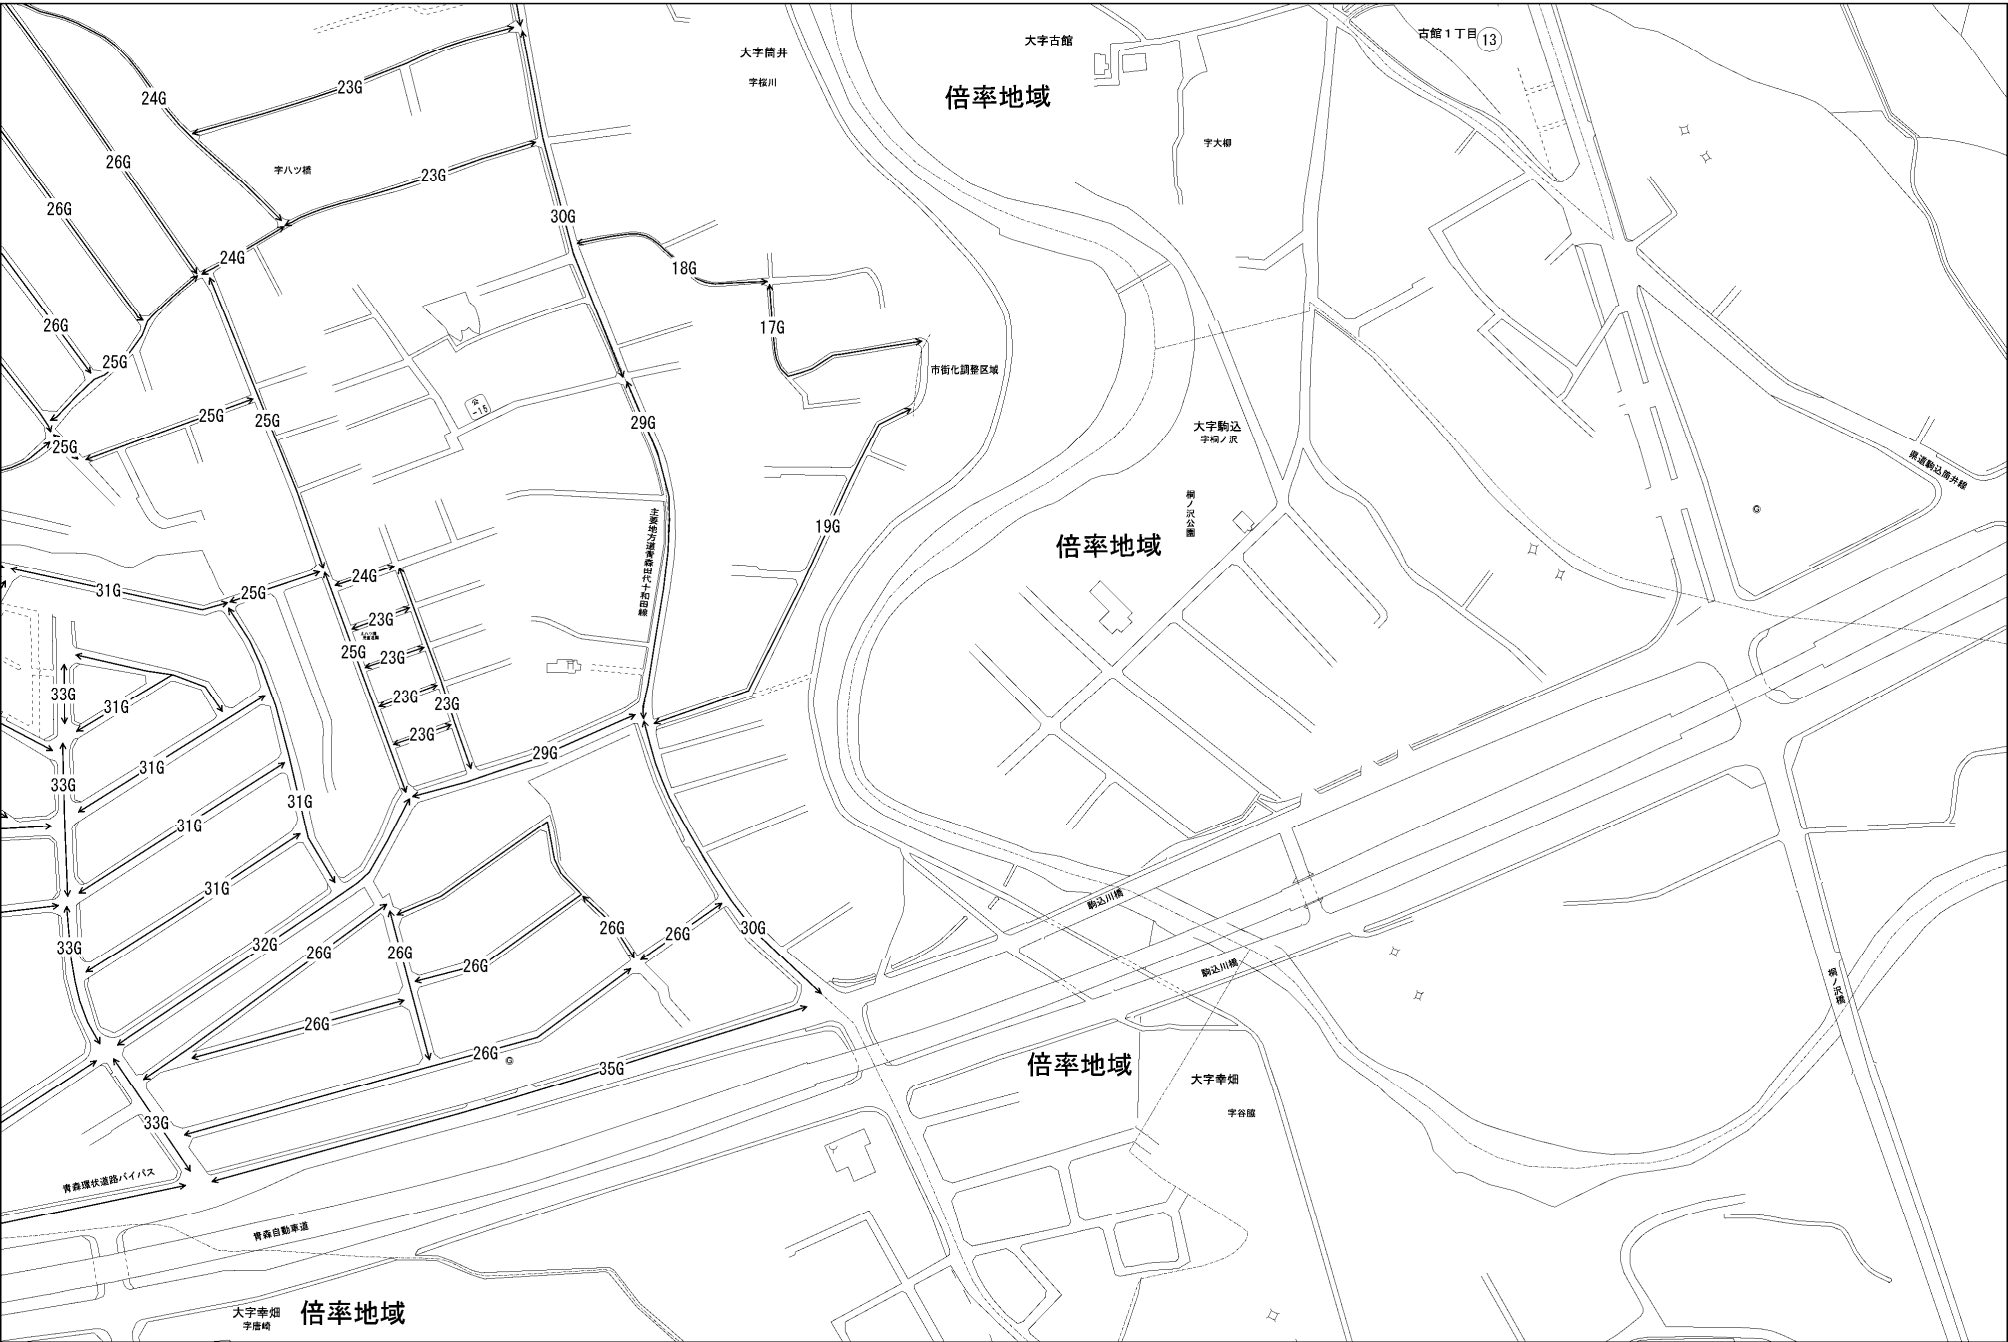 古館1丁目
13
大字古館
大字筒井
字桜川
倍率地域
23G
24G
字大柳
26G
字八ツ橋
23G
26G
30G
24G
18G
26G
17G
25G
市街化調整区域
公
-15
25G
25G
29G
大字駒込
字桐ノ沢
25G
県道駒込筒井線
桐ノ沢公園
19G
主要地方道青森田代十和田線
倍率地域
G
24G
31G
25G
23G
25G
23G
33G
23G
23G
31G
23G
29G
31G
33G
31G
31G
31G
駒込川橋
26G
30G
26G
32G
33G
26G
26G
26G
駒込川橋
桐ノ沢橋
26G
26G
G
35G
倍率地域
大字幸畑
字谷脇
33G
青森環状道路バイパス
青森自動車道
大字幸畑
字唐崎
倍率地域